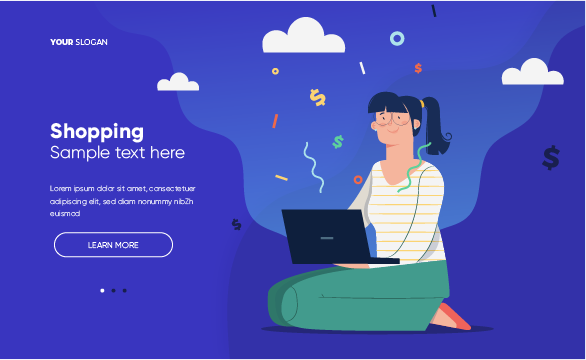 YOUR SLOGAN
Shopping
Sample text here
Lorem ipsum dolor sit amet, consectetuer
adipiscing elit, sed diam nonummy nibZh
euismod
LEARN MORE